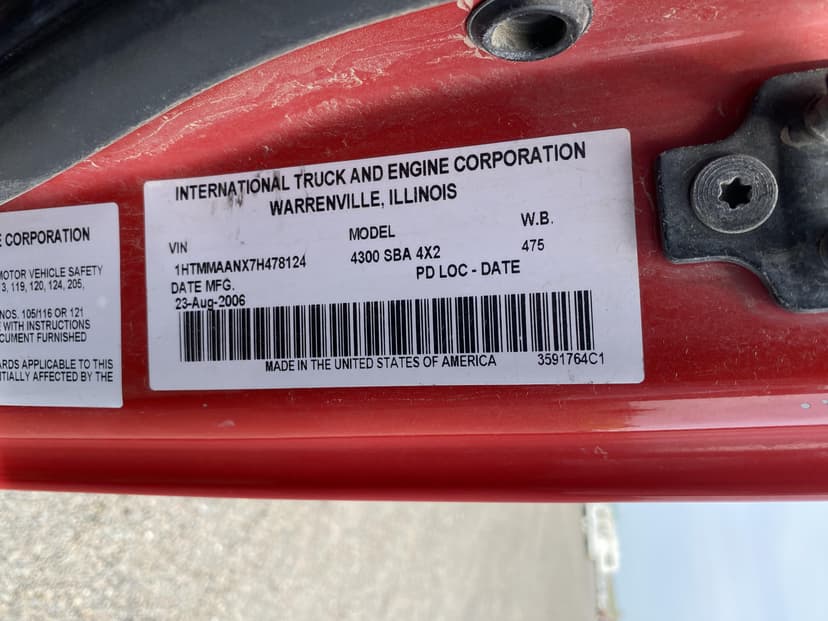 E CORPORATION
MOTOR VEHICLE SAFETY
3, 119, 120, 124, 205,
NOS. 105/116 OR 121
E WITH INSTRUCTIONS
OCUMENT FURNISHED
ARDS APPLICABLE TO THIS
NTIALLY AFFECTED BY THE
INTERNATIONAL TRUCK AND ENGINE CORPORATION
WARRENVILLE, ILLINOIS
VIN MODEL W.B.
1HTMMAANX7H478124 4300 SBA 4X2 475
DATE MFG. PD LOC - DATE
23-Aug-2006
MADE IN THE UNITED STATES OF AMERICA 3591764C1